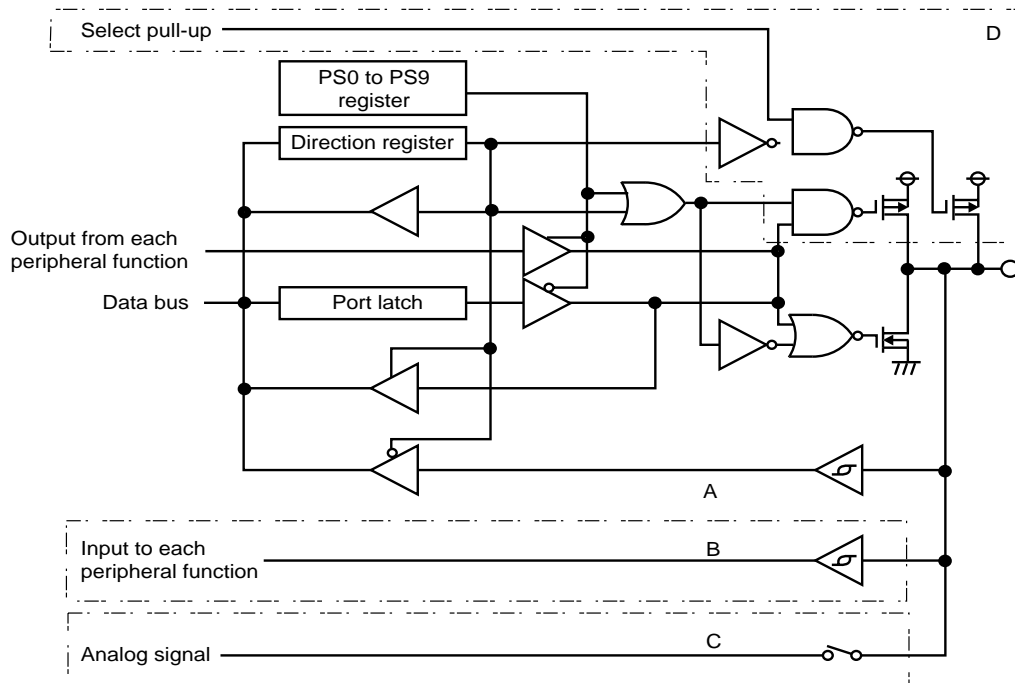 Select pull-up
D
PS0 to PS9
register
Direction register
Output from each
peripheral function
Data bus
Port latch
A
Input to each
peripheral function
B
Analog signal
C